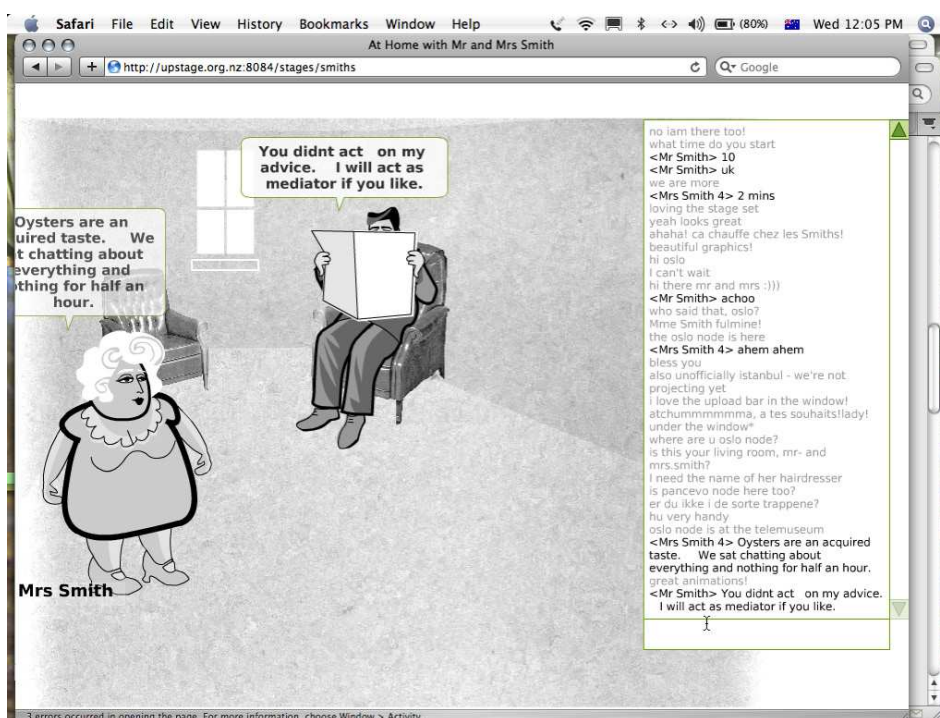 Safari File Edit View History Bookmarks Window Help (80%) Wed 12:05 PM
At Home with Mr and Mrs Smith
http://upstage.org.nz:8084/stages/smiths
Google
You didnt act on my
advice. I will act as
mediator if you like.
Oysters are an
uired taste. We
t chatting about
everything and
othing for half an
hour.
Mrs Smith
no iam there too!
what time do you start
<Mr Smith> 10
<Mr Smith> uk
we are more
<Mrs Smith 4> 2 mins
loving the stage set
yeah looks great
ahaha! ca chauffe chez les Smiths!
beautiful graphics!
hi oslo
I can't wait
hi there mr and mrs :)))
<Mr Smith> achoo
who said that, oslo?
Mme Smith fulmine!
the oslo node is here
<Mrs Smith 4> ahem ahem
bless you
also unofficially istanbul - we're not
projecting yet
i love the upload bar in the window!
atchummmmmma, a tes souhaits!lady!
under the window*
where are u oslo node?
is this your living room, mr- and
mrs.smith?
I need the name of her hairdresser
is pancevo node here too?
er du ikke i de sorte trappene?
hu very handy
oslo node is at the telemuseum
<Mrs Smith 4> Oysters are an acquired
taste. We sat chatting about
everything and nothing for half an hour.
great animations!
<Mr Smith> You didnt act on my advice.
I will act as mediator if you like.
3 errors occurred in opening the page. For more information, choose Window > Activity